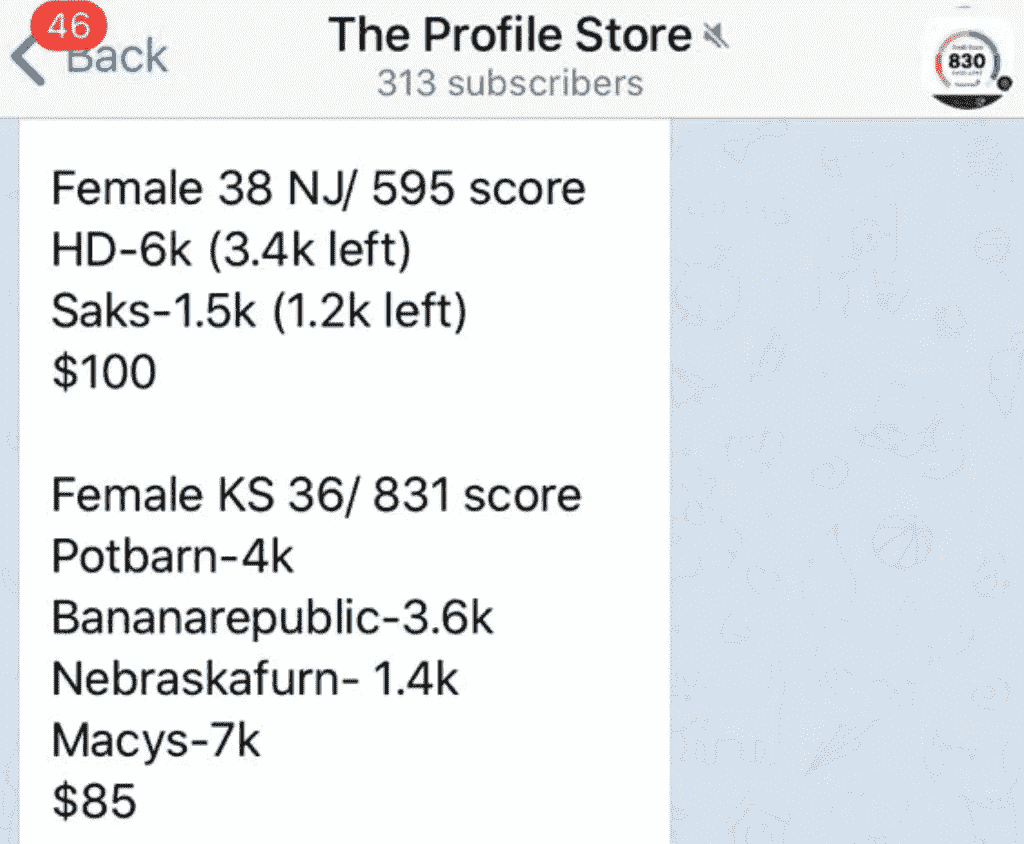 46
Back
The Profile Store
313 subscribers
830
Female 38 NJ/ 595 score
HD-6k (3.4k left)
Saks-1.5k (1.2k left)
$100
Female KS 36/ 831 score
Potbarn-4k
Bananarepublic-3.6k
Nebraskafurn- 1.4k
Macys-7k
$85